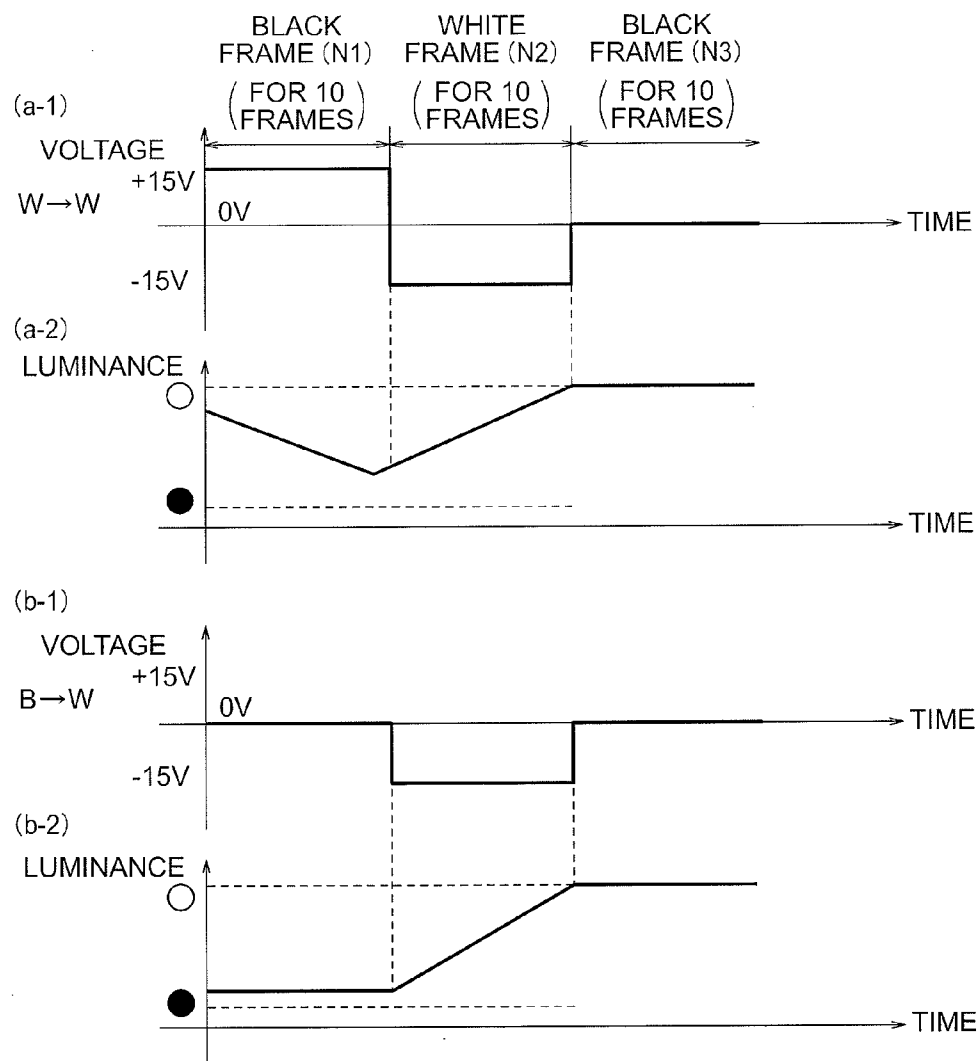 BLACK
FRAME (N1)
(FOR 10
FRAMES)
WHITE
FRAME (N2)
(FOR 10
FRAMES)
BLACK
FRAME (N3)
(FOR 10
FRAMES)
(a-1)
VOLTAGE
+15V
W→W
0V
TIME
-15V
(a-2)
LUMINANCE
TIME
(b-1)
VOLTAGE
+15V
B→W
0V
TIME
-15V
(b-2)
LUMINANCE
TIME